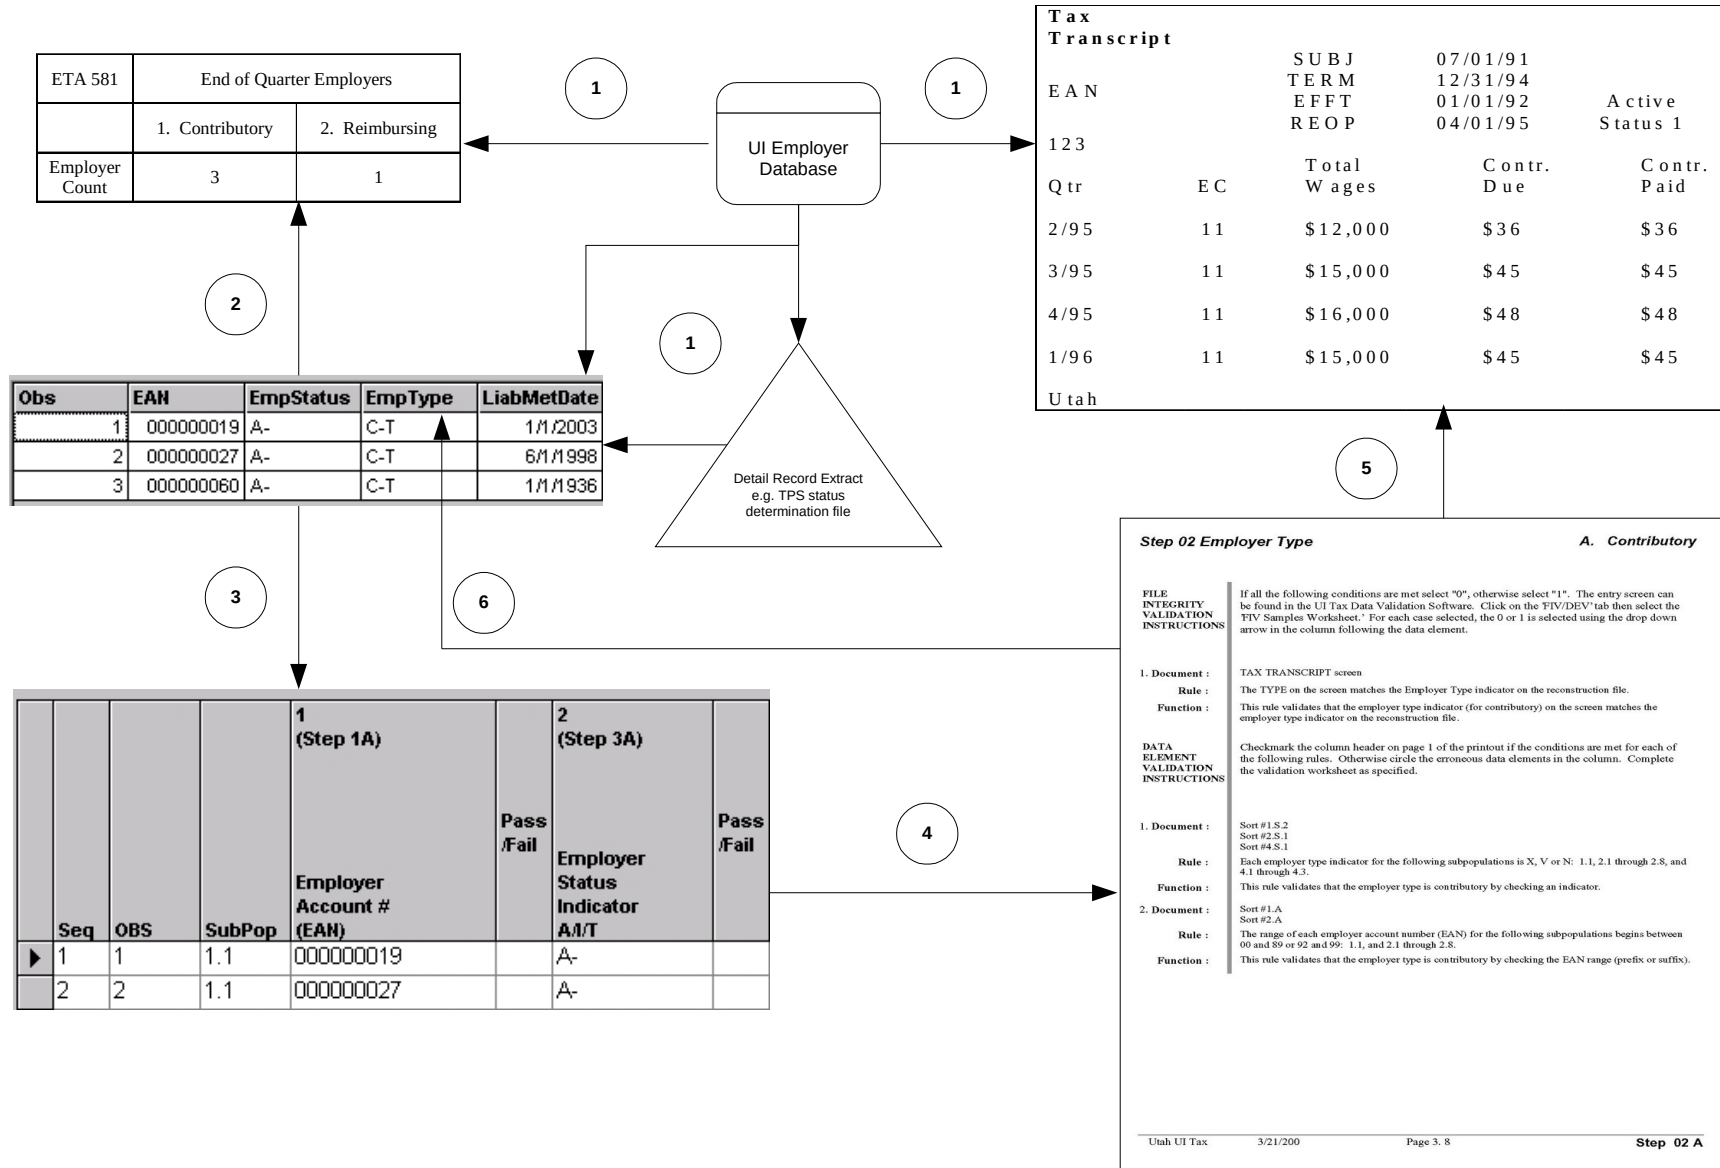 ETA 581 End of Quarter Employers
1. Contributory 2. Reimbursing
Employer
Count
3 1
1
UI Employer
Database
1
Tax
Transcript
SUBJ 07/01/91
TERM 12/31/94
EAN
EFFT 01/01/92 Active
REOP 04/01/95 Status 1
123
Total Contr. Contr.
Qtr EC Wages Due Paid
2/95 11 $12,000 $36 $36
3/95 11 $15,000 $45 $45
4/95 11 $16,000 $48 $48
1/96 11 $15,000 $45 $45
Utah
2
1
Obs EAN EmpStatus EmpType LiabMetDate
1 000000019 A- C-T 1/1/2003
2 000000027 A- C-T 6/1/1998
3 000000060 A- C-T 1/1/1936
Detail Record Extract
e.g. TPS status
determination file
5
3
6
Seq OBS SubPop
1
(Step 1A)
Employer
Account #
(EAN)
Pass
/Fail
2
(Step 3A)
Employer
Status
Indicator
A/I/T
Pass
/Fail
1 1 1.1 000000019 A-
2 2 1.1 000000027 A-
4
Step 02 Employer Type A. Contributory
FILE
INTEGRITY
VALIDATION
INSTRUCTIONS
If all the following conditions are met select "0", otherwise select "1". The entry screen can
be found in the UI Tax Data Validation Software. Click on the 'FIV/DEV' tab then select the
'FIV Samples Worksheet.' For each case selected, the 0 or 1 is selected using the drop down
arrow in the column following the data element.
1. Document : TAX TRANSCRIPT screen
Rule : The TYPE on the screen matches the Employer Type indicator on the reconstruction file.
Function : This rule validates that the employer type indicator (for contributory) on the screen matches the
employer type indicator on the reconstruction file.
DATA
ELEMENT
VALIDATION
INSTRUCTIONS
Checkmark the column header on page 1 of the printout if the conditions are met for each of
the following rules. Otherwise circle the erroneous data elements in the column. Complete
the validation worksheet as specified.
1. Document : Sort #1.S.2
Sort #2.S.1
Sort #4.S.1
Rule : Each employer type indicator for the following subpopulations is X, V or N: 1.1, 2.1 through 2.8, and
4.1 through 4.3.
Function : This rule validates that the employer type is contributory by checking an indicator.
2. Document : Sort #1.A
Sort #2.A
Rule : The range of each employer account number (EAN) for the following subpopulations begins between
00 and 89 or 92 and 99: 1.1, and 2.1 through 2.8.
Function : This rule validates that the employer type is contributory by checking the EAN range (prefix or suffix).
Utah UI Tax 3/21/200 Page 3. 8 Step 02 A